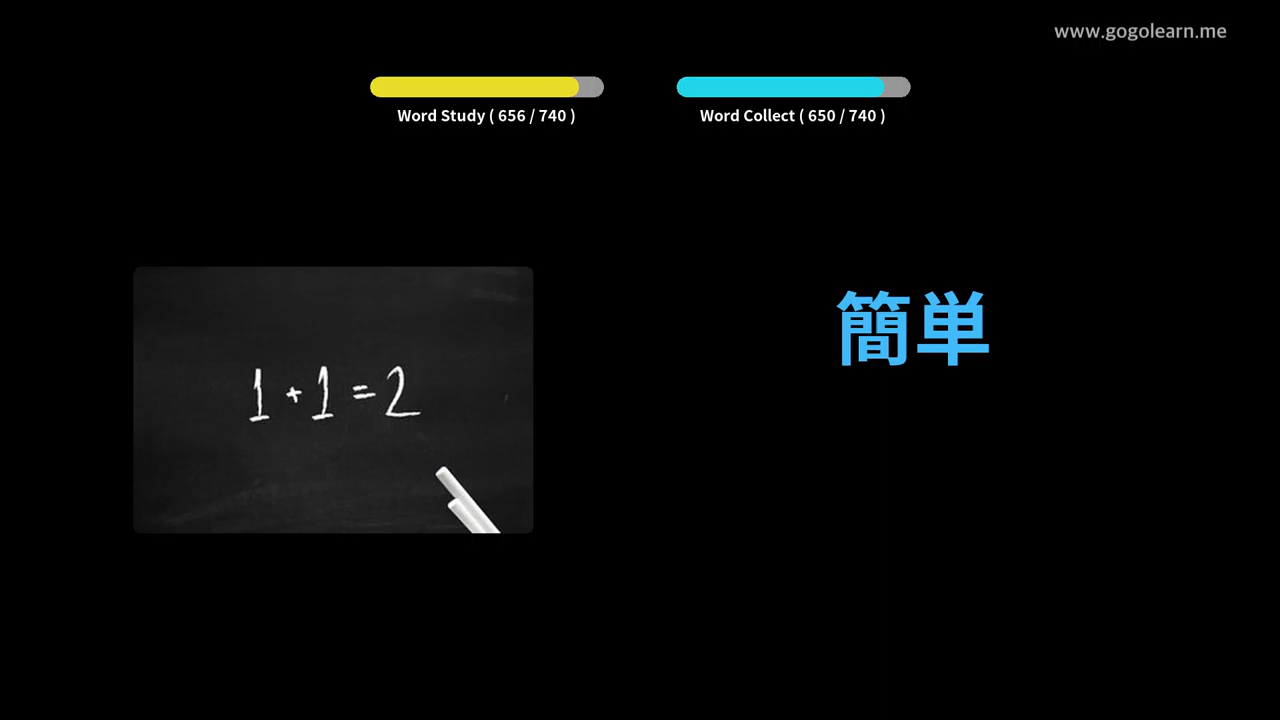 www.gogolearn.me
Word Study ( 656 / 740 )
Word Collect ( 650 / 740 )
1 + 1 = 2
簡単